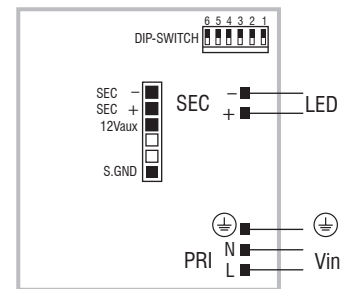 6 5 4 3 2 1
DIP-SWITCH
SEC −
SEC +
12Vaux
S.GND
SEC
−
+
LED
PRI
N
L
Vin